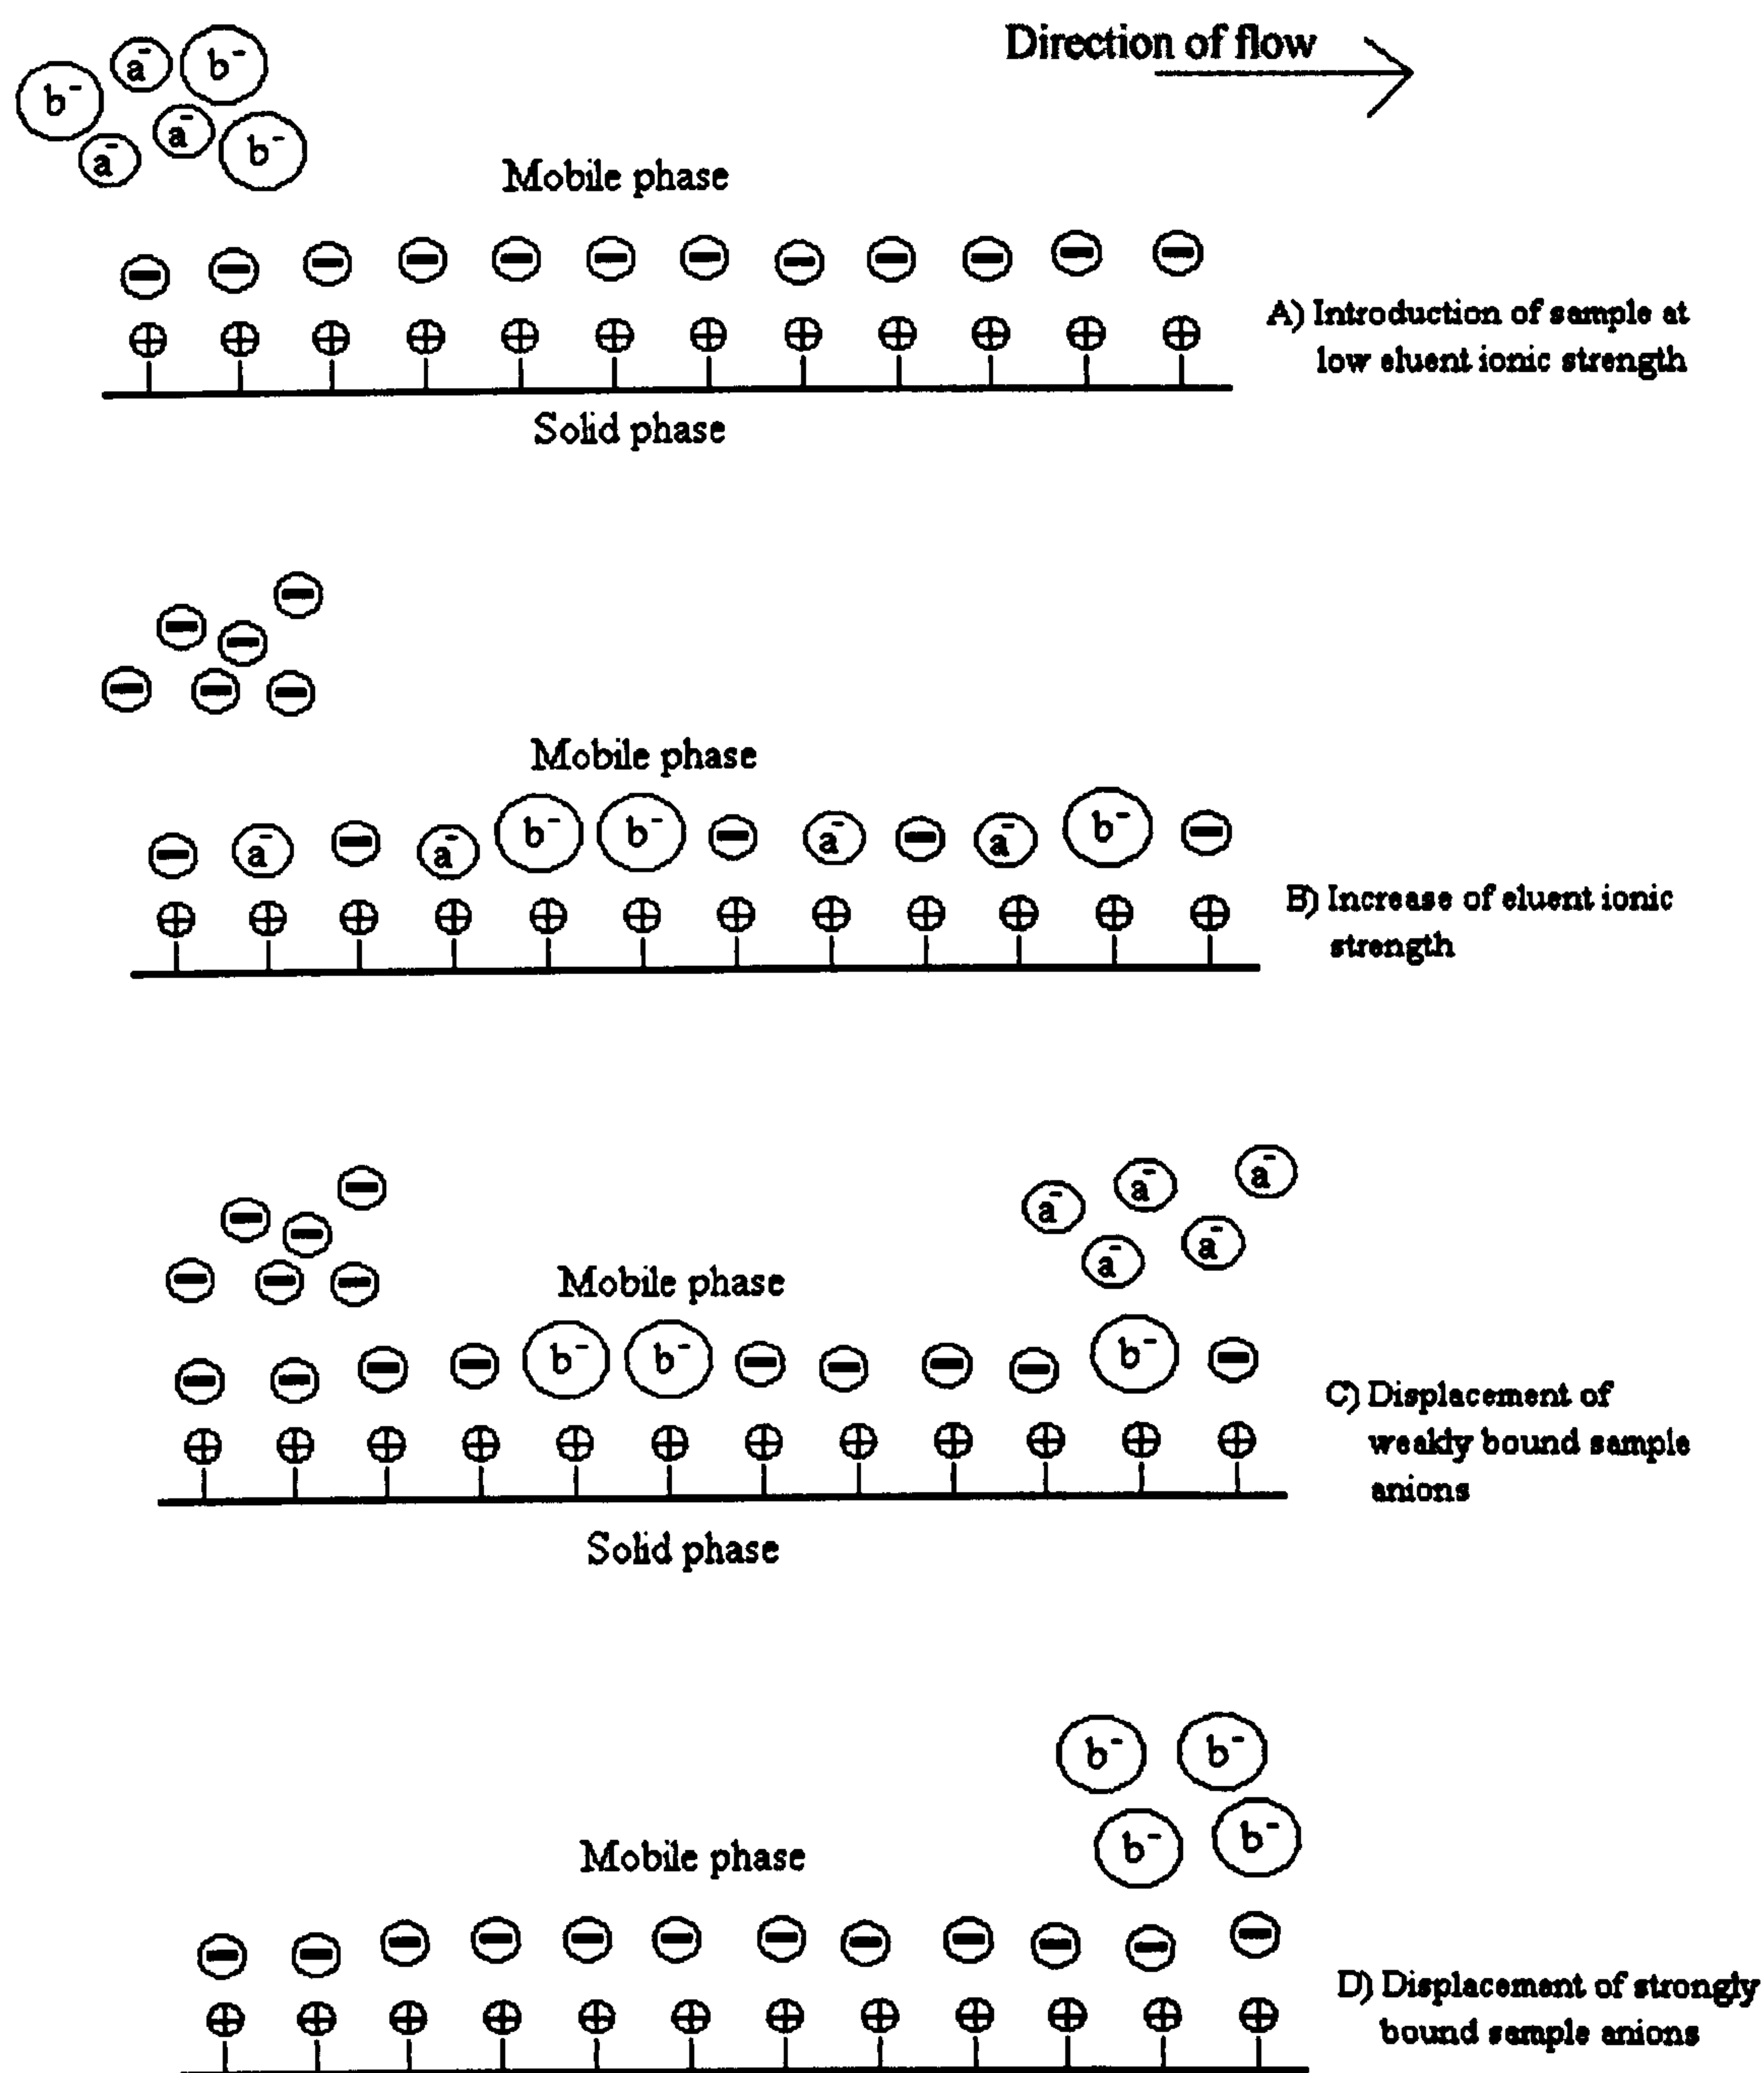 Direction of flow
a⁻ b⁻
b⁻
a⁻ b⁻
a⁻
Mobile phase
A) Introduction of sample at
low eluent ionic strength
Solid phase
Mobile phase
a⁻ a⁻ b⁻ b⁻ a⁻ a⁻ b⁻
B) Increase of eluent ionic
strength
a⁻ a⁻ a⁻
a⁻ a⁻
Mobile phase
b⁻ b⁻ b⁻
C) Displacement of
weakly bound sample
anions
Solid phase
b⁻ b⁻
b⁻ b⁻
Mobile phase
D) Displacement of strongly
bound sample anions